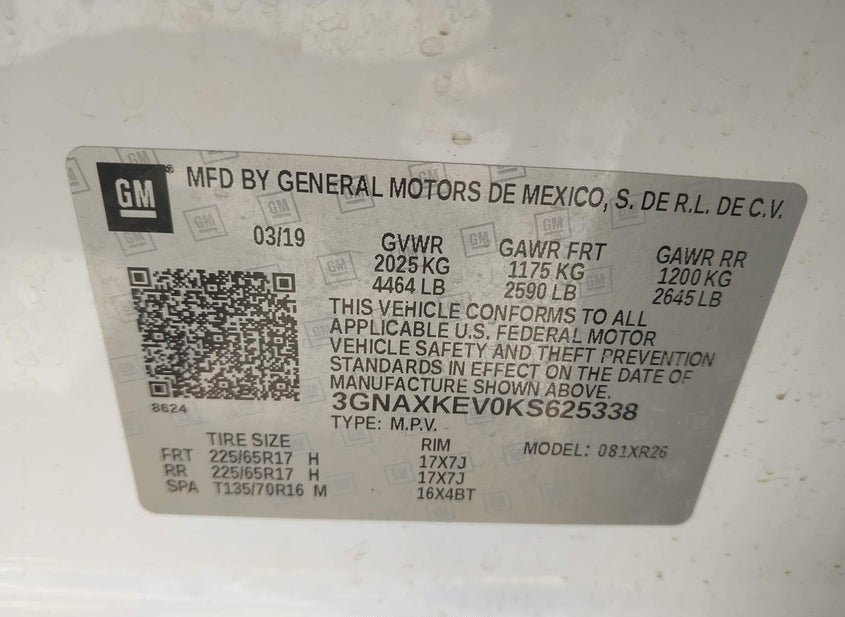 GM ® MFD BY GENERAL MOTORS DE MEXICO, S. DE R.L. DE C.V.
03/19 GVWR GAWR FRT GAWR RR
2025 KG 1175 KG 1200 KG
4464 LB 2590 LB 2645 LB
THIS VEHICLE CONFORMS TO ALL
APPLICABLE U.S. FEDERAL MOTOR
VEHICLE SAFETY AND THEFT PREVENTION
STANDARDS IN EFFECT ON THE DATE OF
MANUFACTURE SHOWN ABOVE.
8624 3GNAXKEV0KS625338
TYPE: M.P.V.
TIRE SIZE RIM MODEL: 081XR26
FRT 225/65R17 H 17X7J
RR 225/65R17 H 17X7J
SPA T135/70R16 M 16X4BT